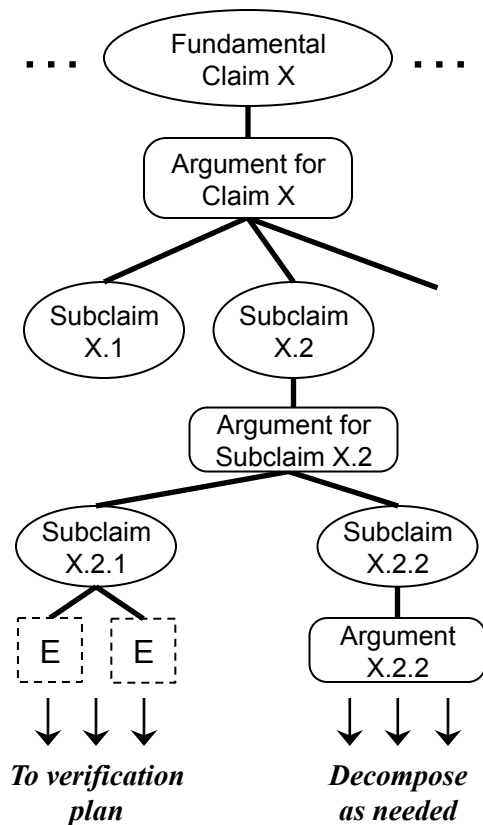 Fundamental
Claim X
... ...
Argument for
Claim X
Subclaim
X.1
Subclaim
X.2
Argument for
Subclaim X.2
Subclaim
X.2.1
Subclaim
X.2.2
E
E
Argument
X.2.2
To verification
plan
Decompose
as needed